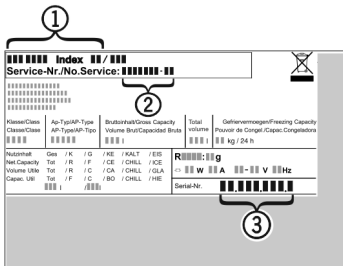 1
Index /
Service-Nr./No.Service: -
2
Klasse/Class Ap-Typ/AP-Type Bruttoinhalt/Gross Capacity Total Gefriervermoegen/Freezing Capacity
Classe/Class AP-Type/AP-Tipo Volume Brut/Capacidad Bruta volume Pouvoir de Congel./Capac.Congeladora
l l kg / 24 h
Nutzinhalt Ges / K / G / KE / KALT / EIS
Net.Capacity Tot / R / F / CE / CHILL / ICE
Volume Utile Tot / R / C / CA / CHILL / GLA
Capac. Util Tot / F / C / BO / CHILL / HIE
l / l
R : g
W A - V Hz
Serial-Nr. . . .
3